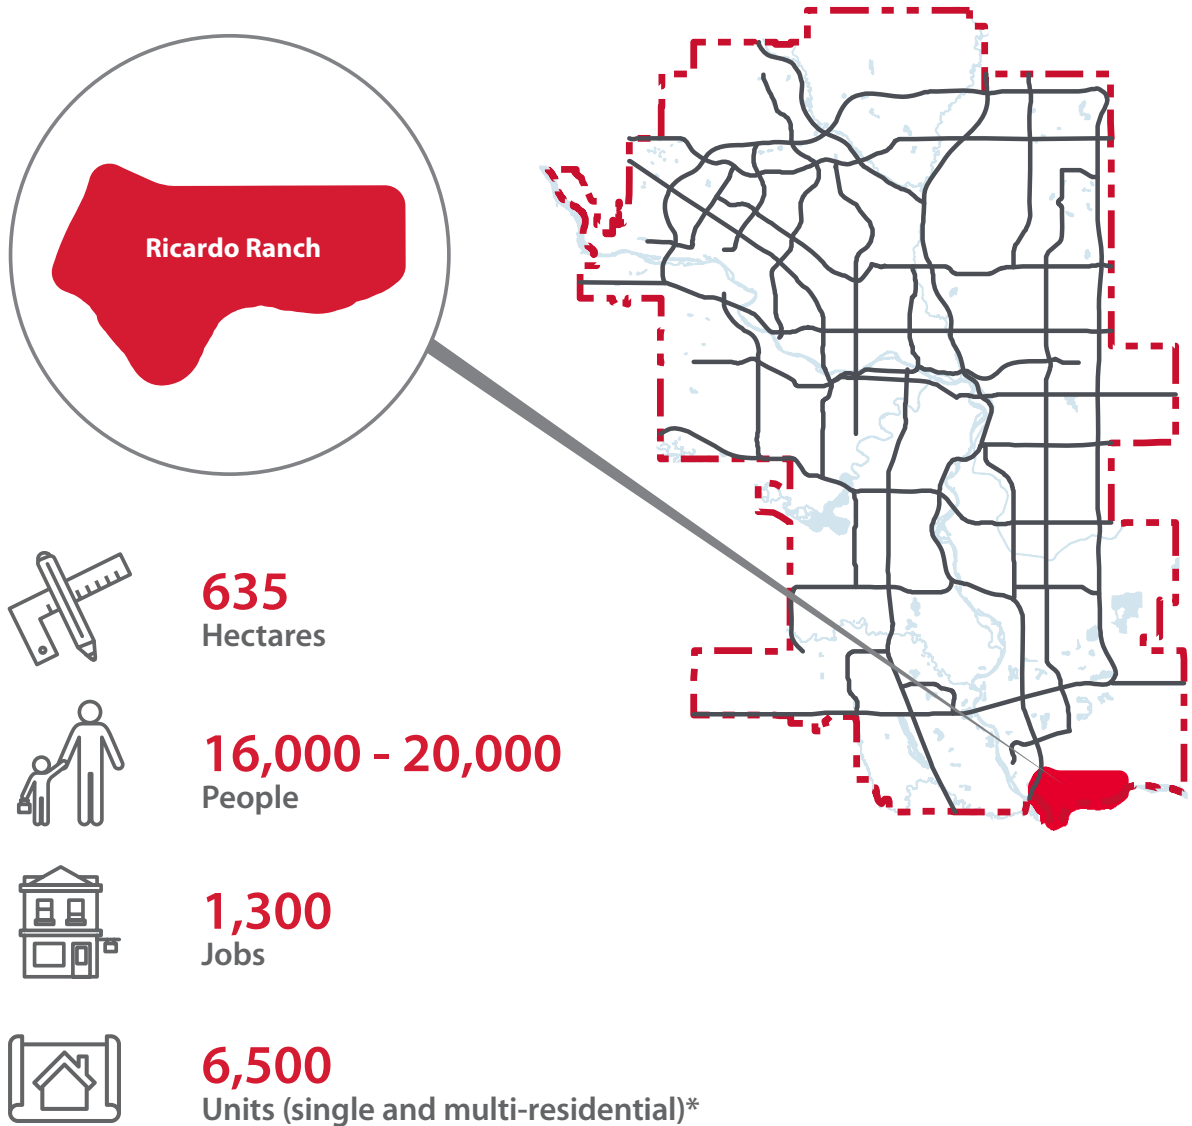 Ricardo Ranch
635
Hectares
16,000 - 20,000
People
1,300
Jobs
6,500
Units (single and multi-residential)*